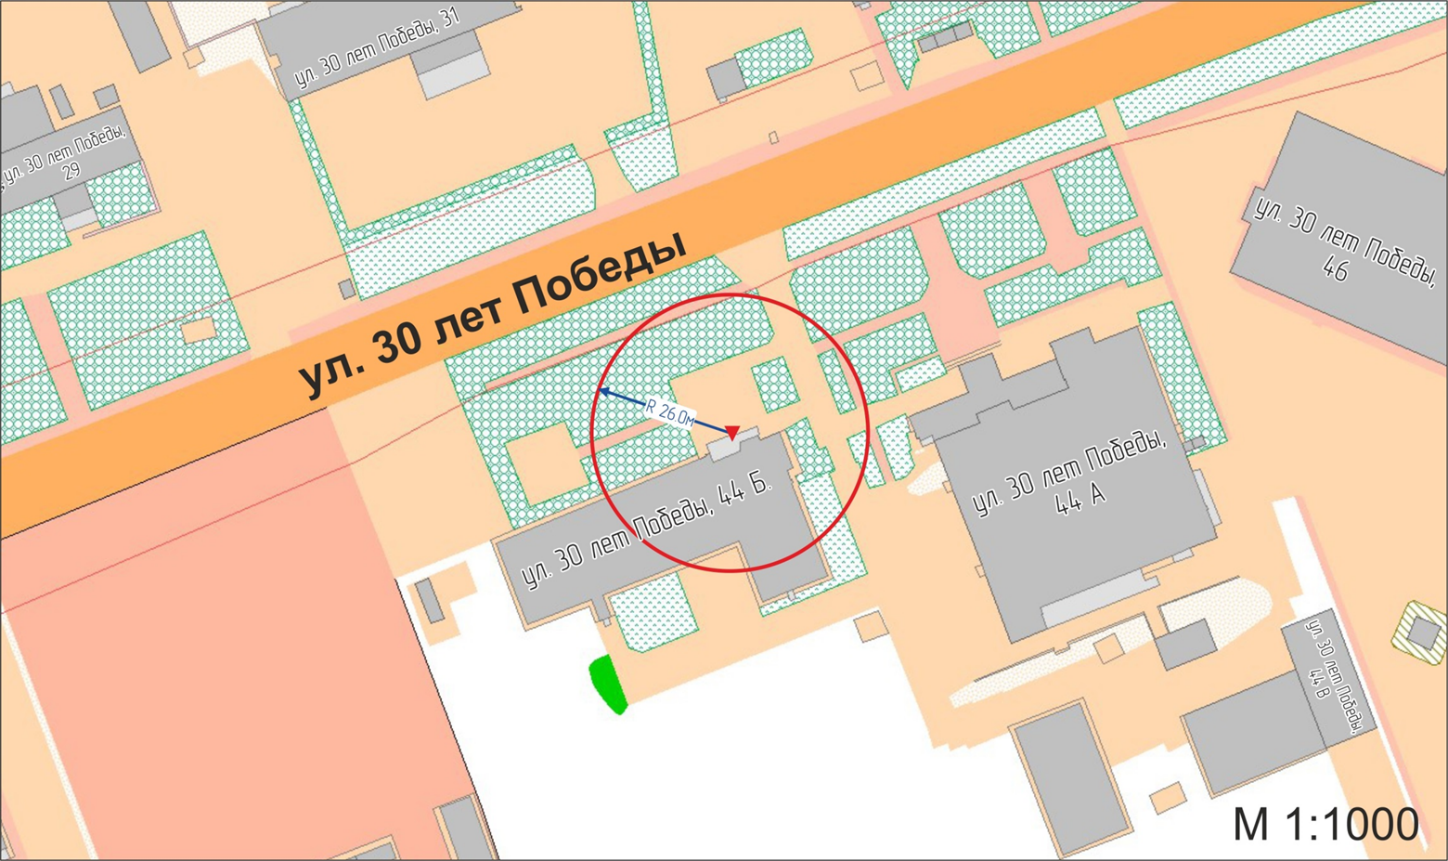 ул. 30 лет Победы, 31
ул. 30 лет Победы,
29
ул. 30 лет Победы
ул. 30 лет Победы,
46
R 26.0м
ул. 30 лет Победы, 44 Б.
ул. 30 лет Победы,
44 А
ул. 30 лет Победы,
44 В
М 1:1000